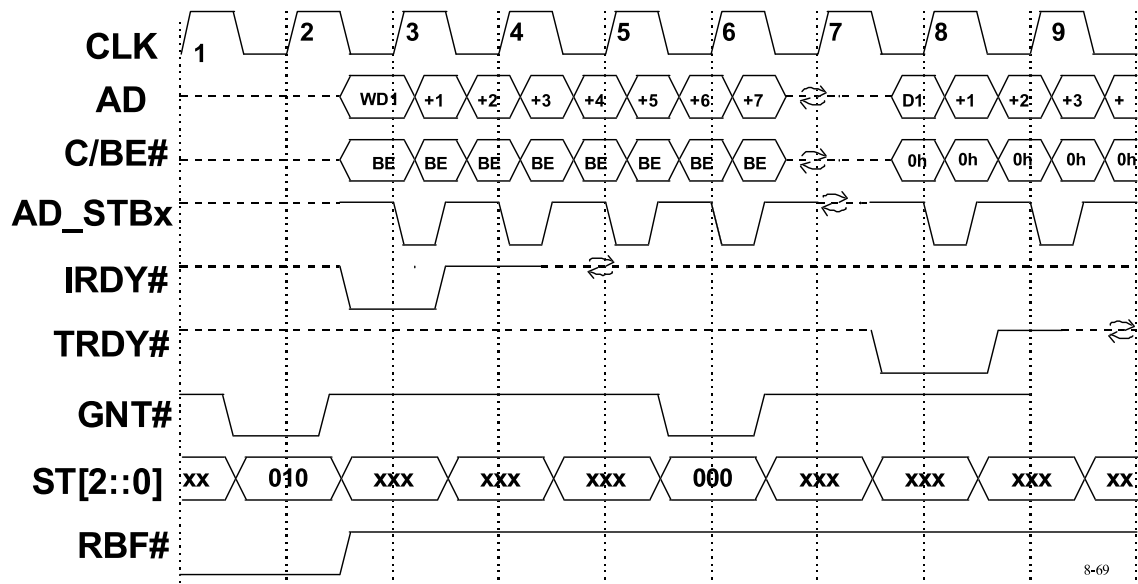 CLK 1 2 3 4 5 6 7 8 9
AD WD1 +1 +2 +3 +4 +5 +6 +7 D1 +1 +2 +3 +
C/BE# BE BE BE BE BE BE BE BE 0h 0h 0h 0h 0h
AD_STBx
IRDY#
TRDY#
GNT#
ST[2::0] xx 010 xxx xxx xxx 000 xxx xxx xxx xx
RBF#
8-69